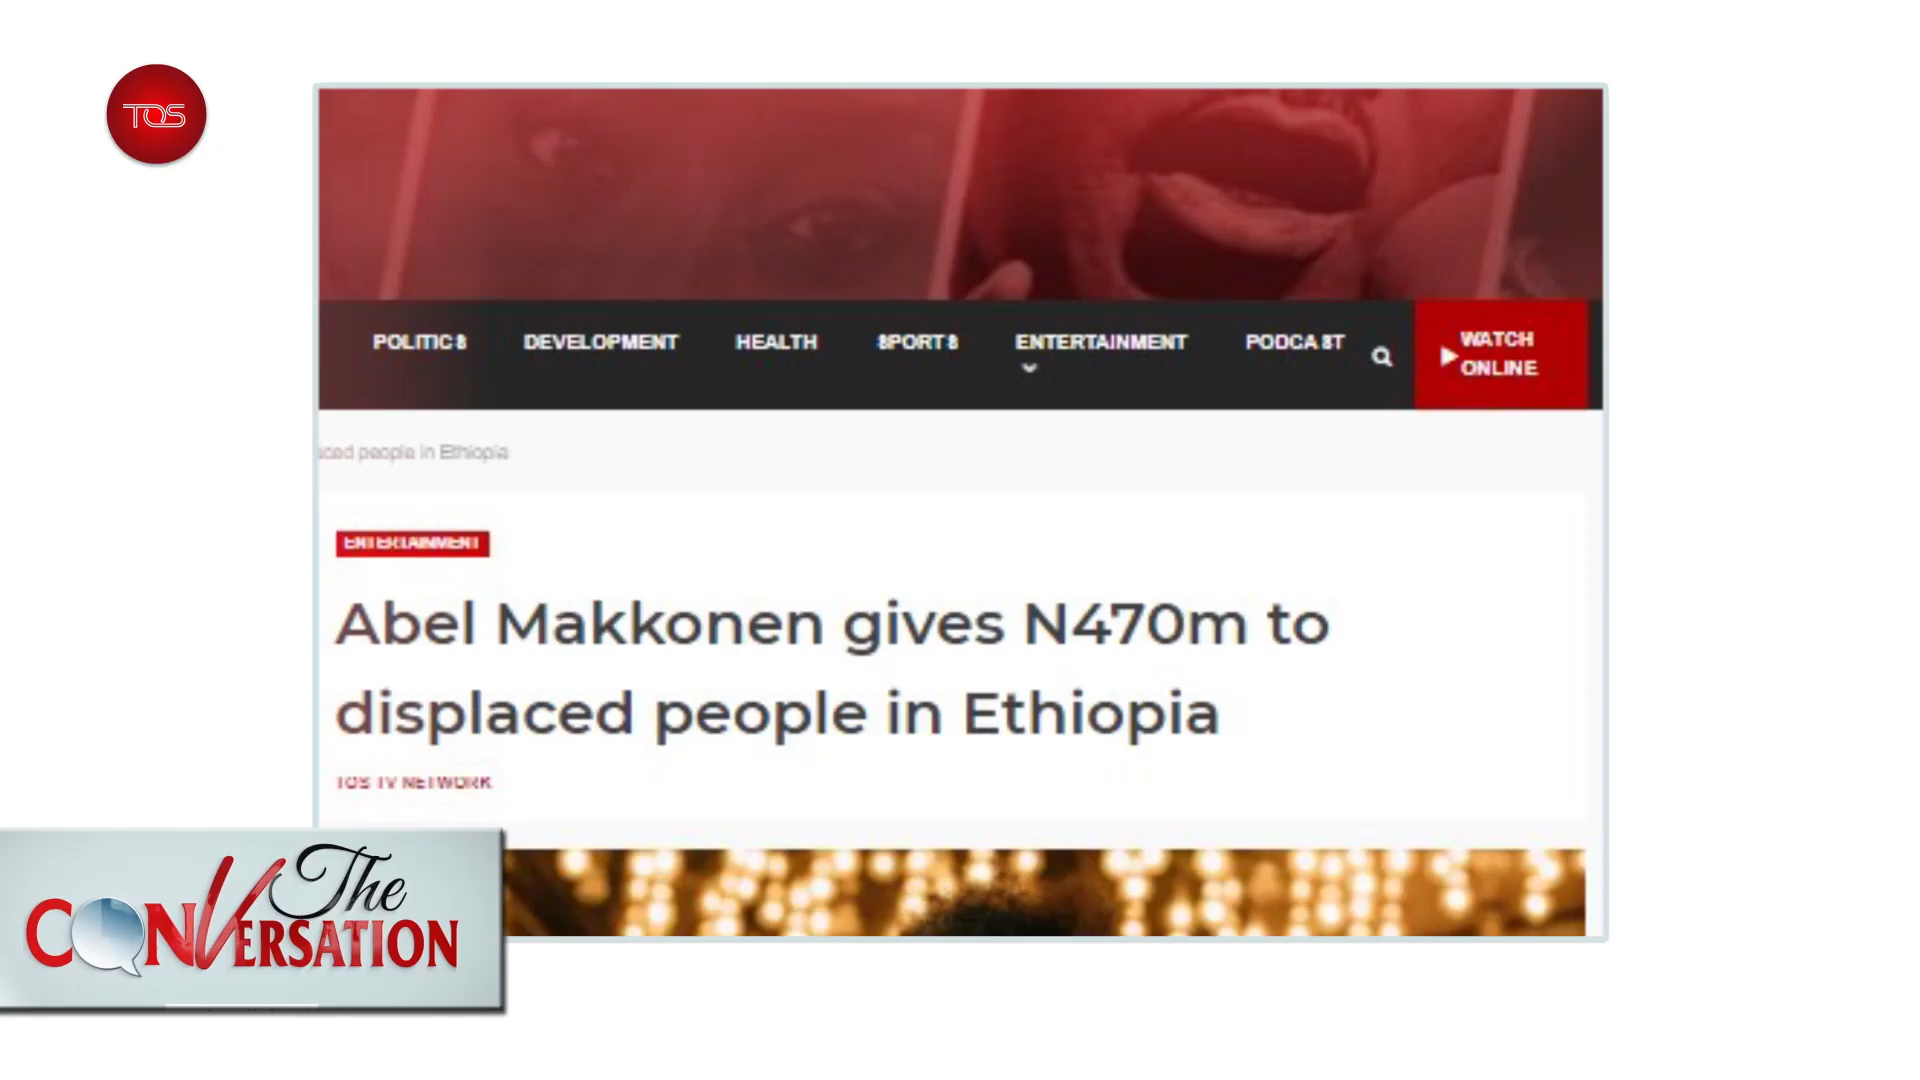 TOS
POLITICS DEVELOPMENT HEALTH SPORTS ENTERTAINMENT PODCAST WATCH
ONLINE
aced people in Ethiopia
ENTERTAINMENT
Abel Makkonen gives N470m to
displaced people in Ethiopia
TOS TV NETWORK
The
CONVERSATION